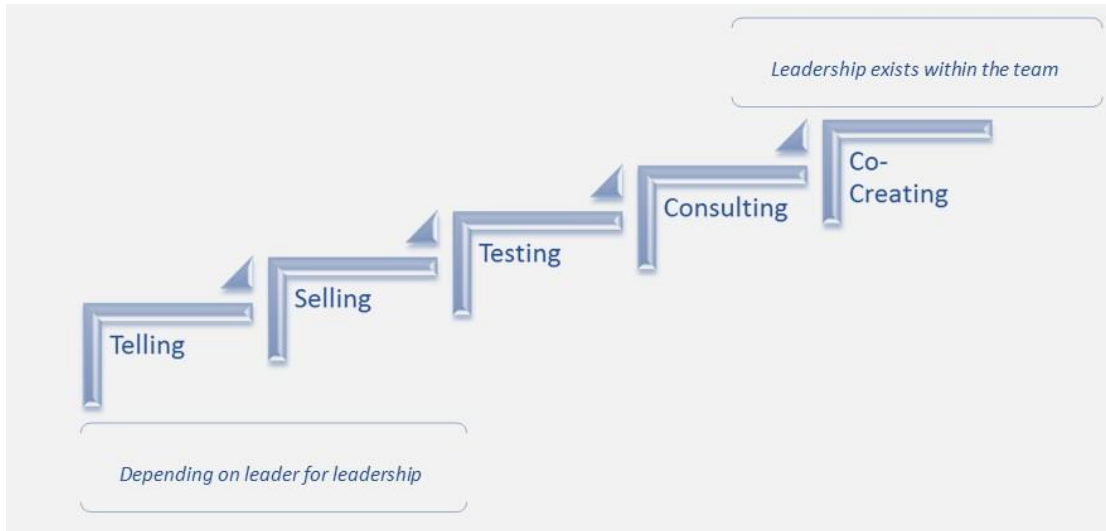 Leadership exists within the team
Co-
Creating
Consulting
Testing
Selling
Telling
Depending on leader for leadership